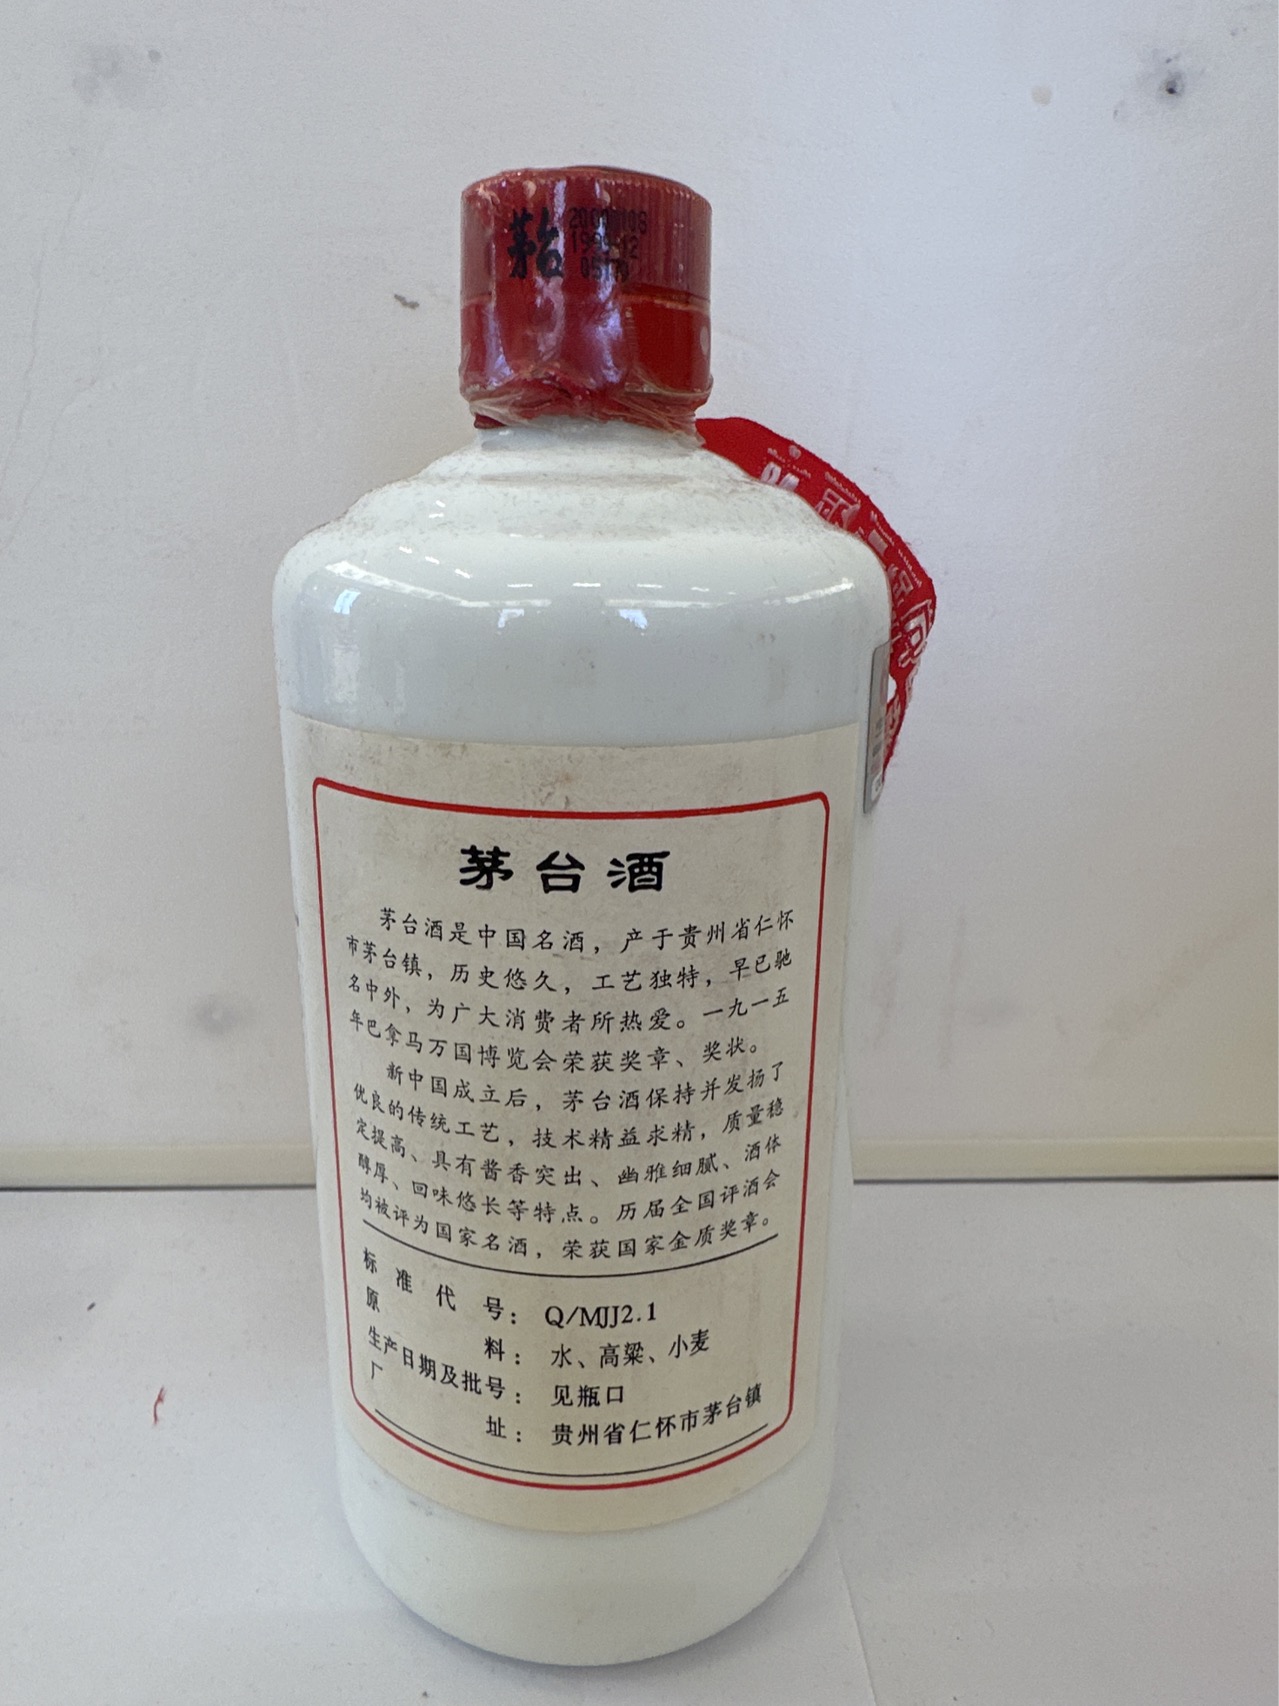 茅台
茅台酒
茅台酒是中国名酒，产于贵州省仁怀
市茅台镇，历史悠久，工艺独特，早已驰
名中外，为广大消费者所热爱。一九一五
年巴拿马万国博览会荣获奖章、奖状。
新中国成立后，茅台酒保持并发扬了
优良的传统工艺，技术精益求精，质量稳
定提高、具有酱香突出、幽雅细腻、酒体
醇厚、回味悠长等特点。历届全国评酒会
均被评为国家名酒，荣获国家金质奖章。
标准代号： Q/MJJ2.1
原料： 水、高粱、小麦
生产日期及批号： 见瓶口
厂址： 贵州省仁怀市茅台镇